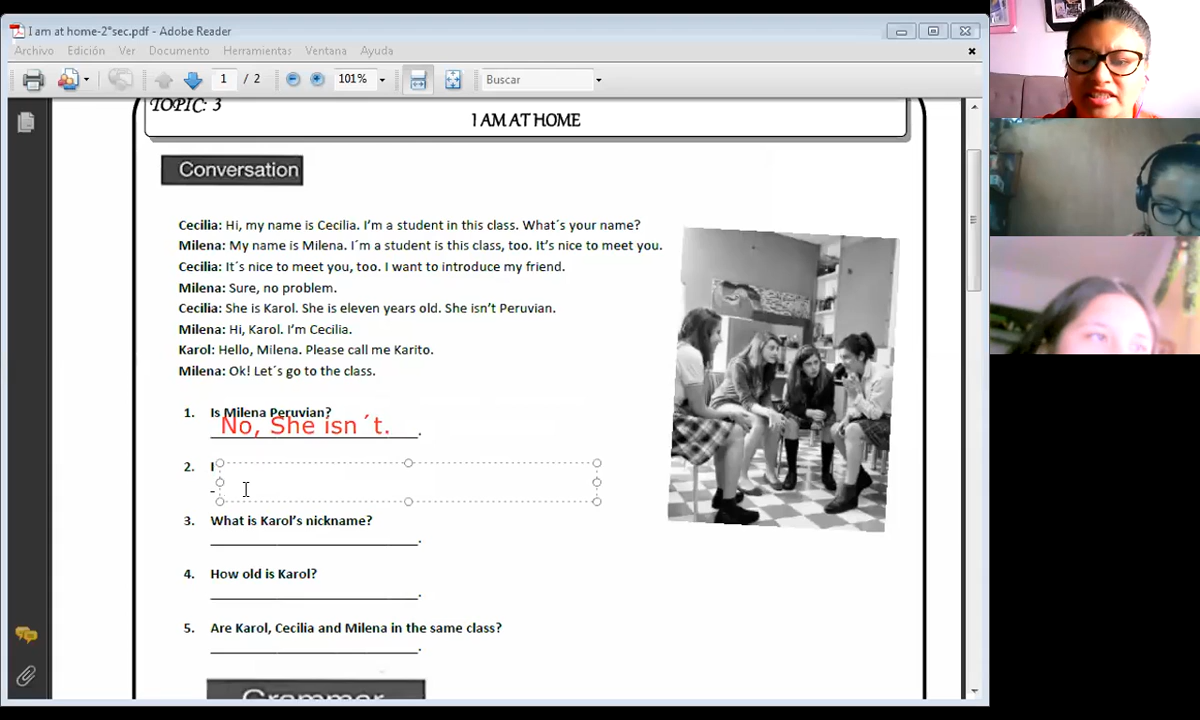 I am at home-2°sec.pdf - Adobe Reader
Archivo Edición Ver Documento Herramientas Ventana Ayuda
1 / 2 101% Buscar
TOPIC: 3
I AM AT HOME
Conversation
Cecilia: Hi, my name is Cecilia. I'm a student in this class. What´s your name?
Milena: My name is Milena. I´m a student is this class, too. It's nice to meet you.
Cecilia: It´s nice to meet you, too. I want to introduce my friend.
Milena: Sure, no problem.
Cecilia: She is Karol. She is eleven years old. She isn't Peruvian.
Milena: Hi, Karol. I'm Cecilia.
Karol: Hello, Milena. Please call me Karito.
Milena: Ok! Let´s go to the class.
1. Is Milena Peruvian?
No, She isn´t.
2. I
3. What is Karol's nickname?
4. How old is Karol?
5. Are Karol, Cecilia and Milena in the same class?
Grammar